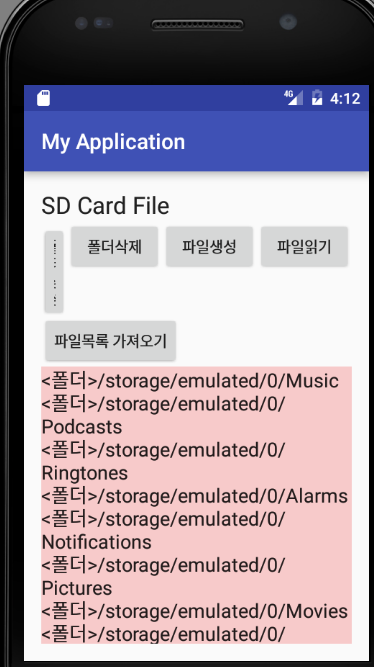 4G 4:12
My Application
SD Card File
폴더삭제 파일생성 파일읽기
파일목록 가져오기
<폴더>/storage/emulated/0/Music
<폴더>/storage/emulated/0/
Podcasts
<폴더>/storage/emulated/0/
Ringtones
<폴더>/storage/emulated/0/Alarms
<폴더>/storage/emulated/0/
Notifications
<폴더>/storage/emulated/0/
Pictures
<폴더>/storage/emulated/0/Movies
<폴더>/storage/emulated/0/